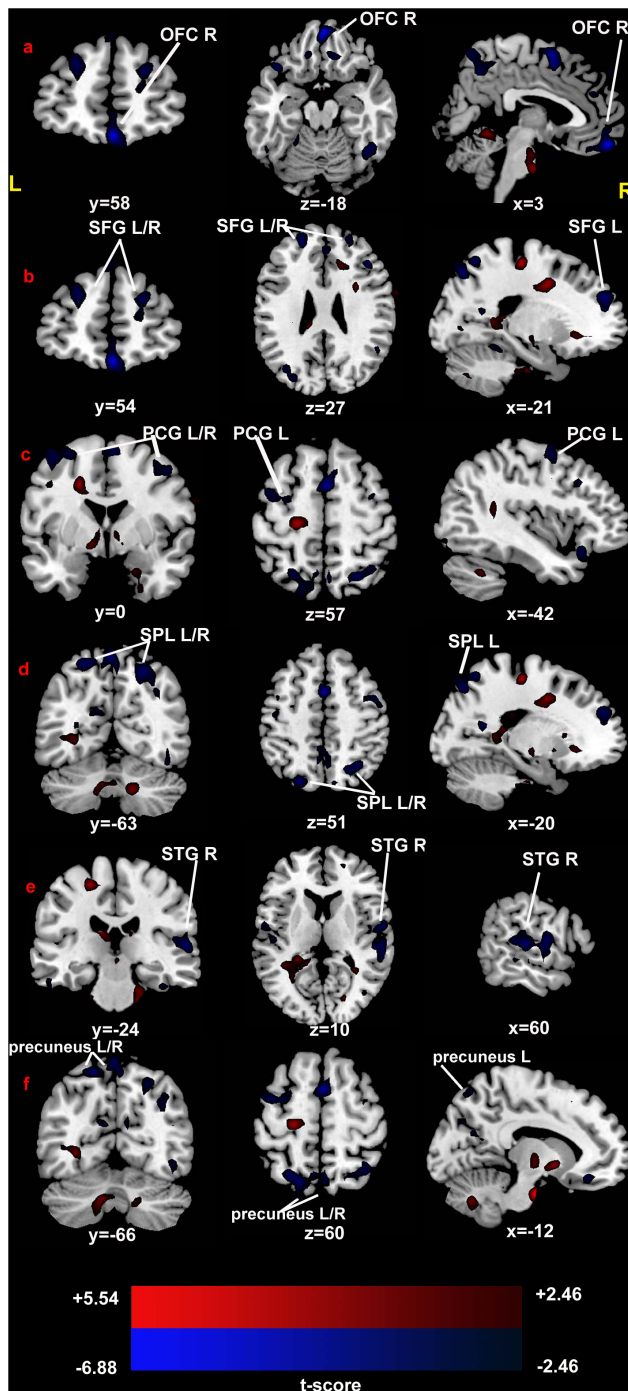 a
OFC R
OFC R
OFC R
L
R
y=58
z=-18
x=3
b
SFG L/R
SFG L/R
SFG L
y=54
z=27
x=-21
c
PCG L/R
PCG L
PCG L
y=0
z=57
x=-42
d
SPL L/R
SPL L
SPL L/R
y=-63
z=51
x=-20
e
STG R
STG R
STG R
y=-24
z=10
x=60
f
precuneus L/R
precuneus L
precuneus L/R
y=-66
z=60
x=-12
+5.54
+2.46
-6.88
-2.46
t-score